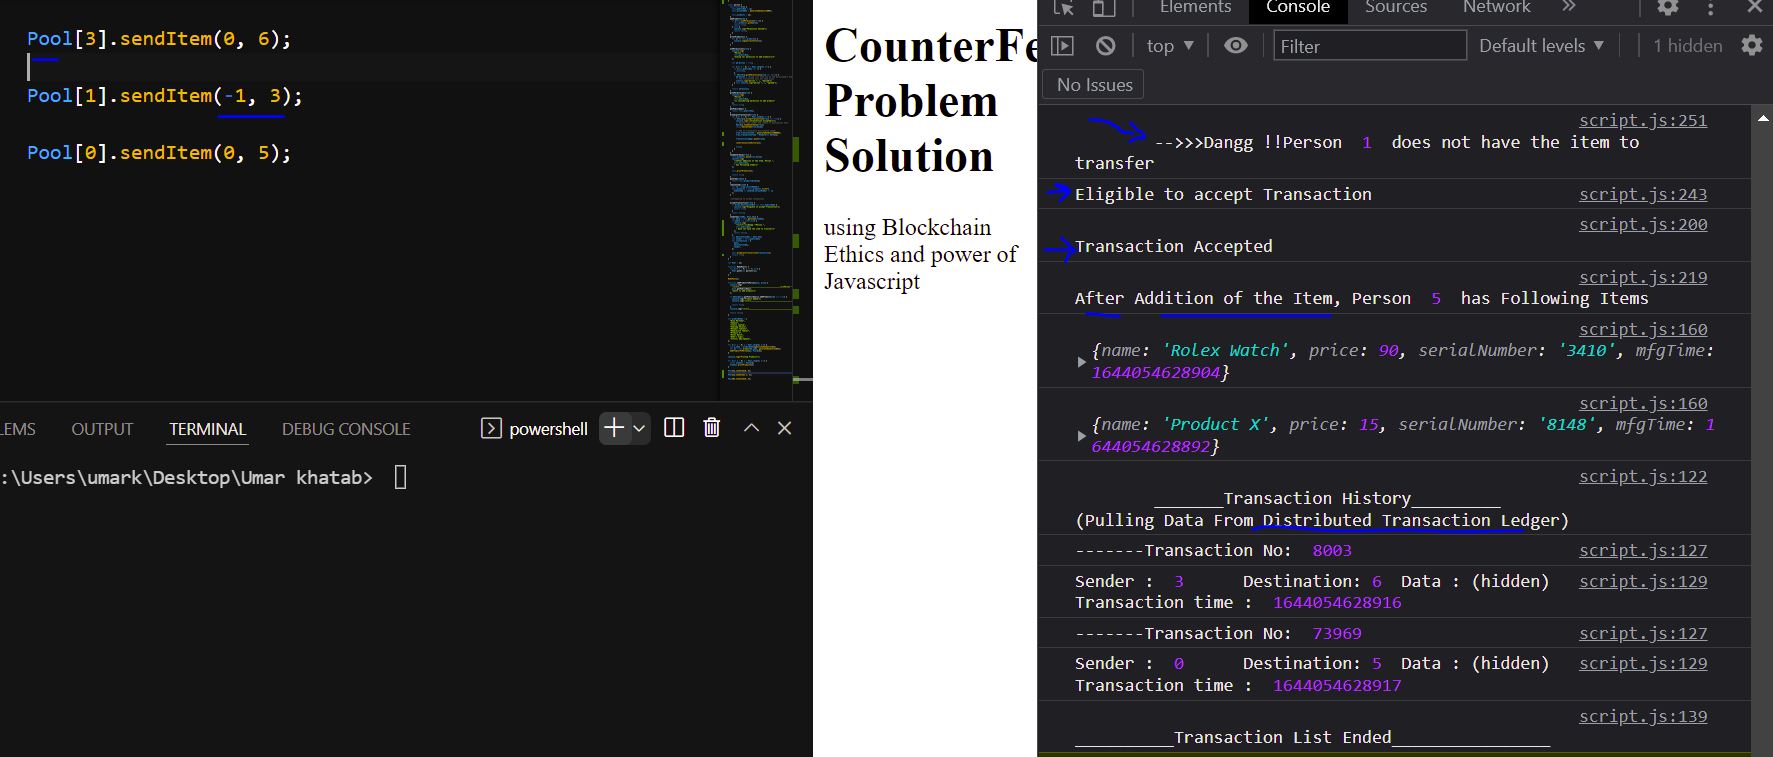 Pool[3].sendItem(0, 6);
Pool[1].sendItem(-1, 3);
Pool[0].sendItem(0, 5);
LEMS OUTPUT TERMINAL DEBUG CONSOLE powershell
:\Users\umark\Desktop\Umar khatab>
CounterFe
Problem
Solution
using Blockchain
Ethics and power of
Javascript
Elements Console Sources Network
top Filter Default levels 1 hidden
No Issues
script.js:251
-->>>Dangg !!Person 1 does not have the item to
transfer
Eligible to accept Transaction script.js:243
script.js:200
Transaction Accepted
script.js:219
After Addition of the Item, Person 5 has Following Items
script.js:160
{name: 'Rolex Watch', price: 90, serialNumber: '3410', mfgTime:
1644054628904}
script.js:160
{name: 'Product X', price: 15, serialNumber: '8148', mfgTime: 1
644054628892}
script.js:122
_______Transaction History_________
(Pulling Data From Distributed Transaction Ledger)
-------Transaction No: 8003 script.js:127
Sender : 3 Destination: 6 Data : (hidden) script.js:129
Transaction time : 1644054628916
-------Transaction No: 73969 script.js:127
Sender : 0 Destination: 5 Data : (hidden) script.js:129
Transaction time : 1644054628917
script.js:139
__________Transaction List Ended________________